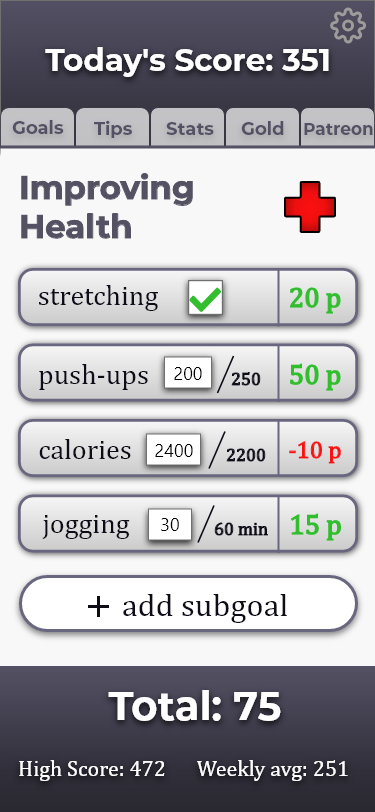 Today's Score: 351
Goals Tips Stats Gold Patreon
Improving
Health
stretching 20 p
push-ups 200 /250 50 p
calories 2400 /2200 -10 p
jogging 30 /60 min 15 p
+ add subgoal
Total: 75
High Score: 472 Weekly avg: 251